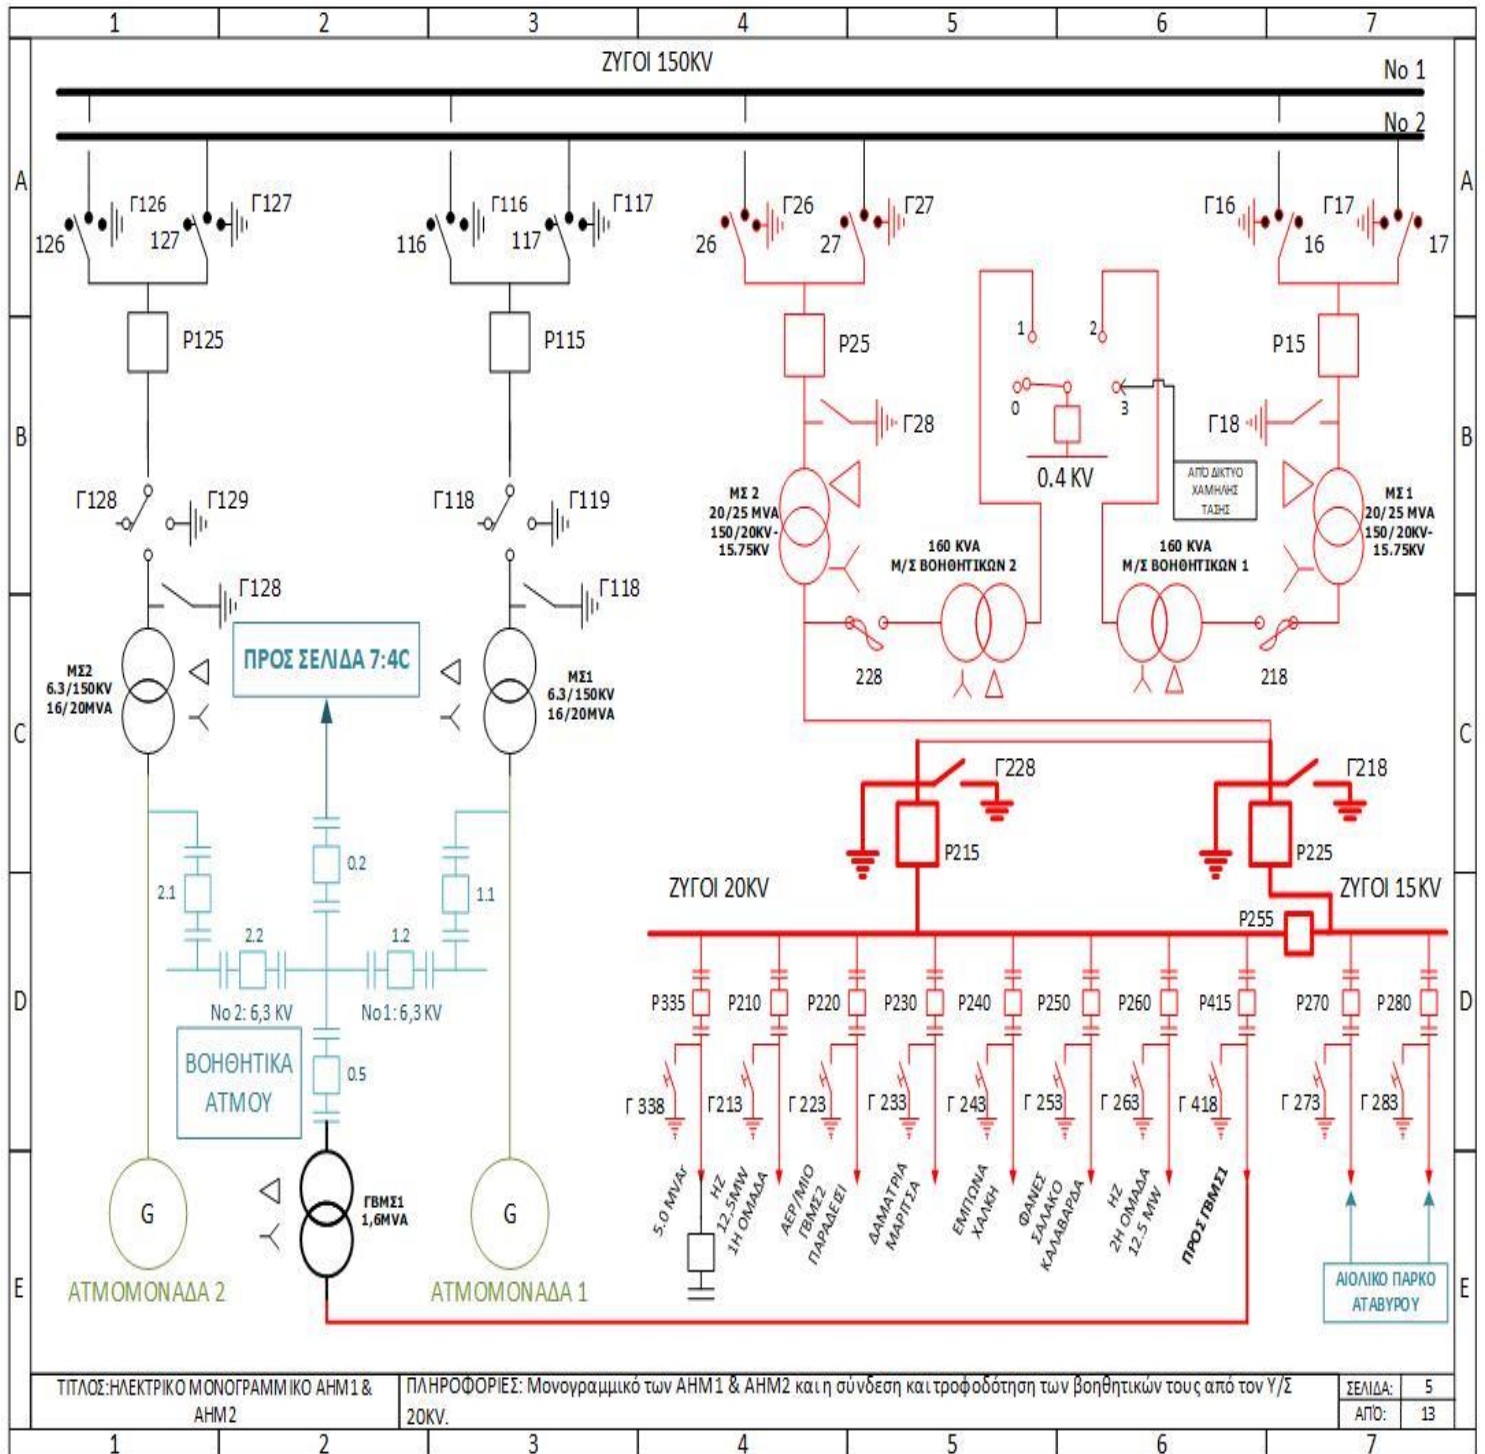 1 2 3 4 5 6 7
ΖΥΓΟΙ 150KV
No 1
No 2
A A
Γ126 Γ127 Γ116 Γ117 Γ26 Γ27 Γ16 Γ17
126 127 116 117 26 27 16 17
P125 P115 P25 P15
1 2
0 3
Γ28 Γ18
B B
0.4 KV
ΑΠΌ ΔΙΚΤΥΟ
ΧΑΜΗΛΗΣ
ΤΑΣΗΣ
Γ128 Γ129 Γ118 Γ119
ΜΣ 2
20/25 MVA
150/20KV-
15.75KV
ΜΣ 1
20/25 MVA
150/20KV-
15.75KV
160 KVA
Μ/Σ ΒΟΗΘΗΤΙΚΩΝ 2
160 KVA
Μ/Σ ΒΟΗΘΗΤΙΚΩΝ 1
Γ128 Γ118
ΠΡΟΣ ΣΕΛΙΔΑ 7:4C
228 218
ΜΣ2
6.3/150KV
16/20MVA
ΜΣ1
6.3/150KV
16/20MVA
C C
Γ228 Γ218
P215 P225
2.1 0.2 1.1
ΖΥΓΟΙ 20KV ΖΥΓΟΙ 15KV
P255
2.2 1.2
No 2: 6,3 KV No1: 6,3 KV
D D
P335 P210 P220 P230 P240 P250 P260 P415 P270 P280
ΒΟΗΘΗΤΙΚΑ
ΑΤΜΟΥ
0.5
Γ 338 Γ213 Γ 223 Γ 233 Γ 243 Γ 253 Γ 263 Γ 418 Γ 273 Γ283
5.0 MVAr
ΗΖ
12.5MW
1Η ΟΜΑΔΑ
ΑΕΡ/ΜΙΟ
ΓΒΜΣ2
ΠΑΡΑΔΕΙΣΙ
ΔΑΜΑΤΡΙΑ
ΜΑΡΙΤΣΑ
ΕΜΠΩΝΑ
ΧΑΛΚΗ
ΦΑΝΕΣ
ΣΑΛΑΚΟ
ΚΑΛΑΒΑΡΔΑ
ΗΖ
2Η ΟΜΑΔΑ
12.5 MW
ΠΡΟΣ ΓΒΜΣ1
G G
ΓΒΜΣ1
1,6MVA
E E
ΑΤΜΟΜΟΝΑΔΑ 2 ΑΤΜΟΜΟΝΑΔΑ 1
ΑΙΟΛΙΚΟ ΠΑΡΚΟ
ΑΤΑΒΥΡΟΥ
ΤΙΤΛΟΣ:ΗΛΕΚΤΡΙΚΟ ΜΟΝΟΓΡΑΜΜΙΚΟ ΑΗΜ1 &
ΑΗΜ2
ΠΛΗΡΟΦΟΡΙΕΣ: Μονογραμμικό των ΑΗΜ1 & ΑΗΜ2 και η σύνδεση και τροφοδότηση των βοηθητικών τους από τον Υ/Σ
20KV.
ΣΕΛΙΔΑ: 5
ΑΠΌ: 13
1 2 3 4 5 6 7